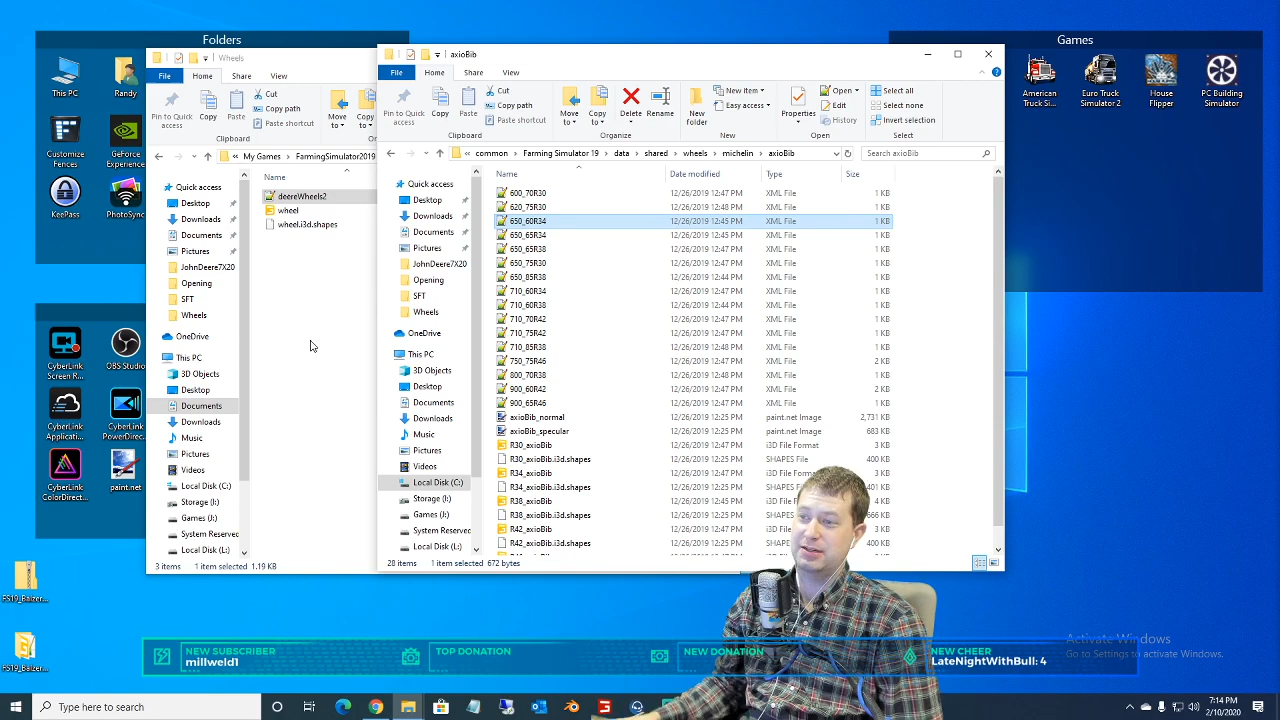 Folders
Games
This PC
Randy
Customize
Fences
GeForce
Experience
KeePass
PhotoSync
CyberLink
Screen R...
OBS Studio
CyberLink
Applicati...
CyberLink
PowerDirec...
CyberLink
ColorDirect...
paint.net
FS19_Baizer...
FS19_Baizer...
American
Truck Si...
Euro Truck
Simulator 2
House
Flipper
PC Building
Simulator
Wheels
File
Home
Share
View
Pin to Quick
access
Copy
Paste
Cut
Copy path
Paste shortcut
Move
to
Copy
to
Clipboard
My Games > FarmingSimulator2019
Name
Quick access
Desktop
Downloads
Documents
Pictures
JohnDeere7X20
Opening
SFT
Wheels
OneDrive
This PC
3D Objects
Desktop
Documents
Downloads
Music
Pictures
Videos
Local Disk (C:)
Storage (I:)
Games (J:)
System Reserved
Local Disk (L:)
deereWheels2
wheel
wheel.i3d.shapes
3 items
1 item selected 1.19 KB
axioBib
File
Home
Share
View
Pin to Quick
access
Copy
Paste
Cut
Copy path
Paste shortcut
Clipboard
Move
to
Copy
to
Delete
Rename
Organize
New
folder
New item
Easy access
New
Properties
Open
Edit
History
Open
Select all
Select none
Invert selection
Select
common > Farming Simulator 19 > data > shared > wheels > michelin > axioBib
Search axioBib
Quick access
Desktop
Downloads
Documents
Pictures
JohnDeere7X20
Opening
SFT
Wheels
OneDrive
This PC
3D Objects
Desktop
Documents
Downloads
Music
Pictures
Videos
Local Disk (C:)
Storage (I:)
Games (J:)
System Reserved
Local Disk (L:)
Name Date modified Type Size
600_70R30 12/26/2019 12:47 PM XML File 1 KB
620_75R30 12/26/2019 12:48 PM XML File 1 KB
650_60R34 12/26/2019 12:45 PM XML File 1 KB
650_65R34 12/26/2019 12:45 PM XML File 1 KB
650_65R38 12/26/2019 12:47 PM XML File 1 KB
650_75R30 12/26/2019 12:47 PM XML File 1 KB
650_85R38 12/26/2019 12:44 PM XML File 1 KB
710_60R34 12/26/2019 12:48 PM XML File 1 KB
710_60R38 12/26/2019 12:44 PM XML File 1 KB
710_70R42 12/26/2019 12:47 PM XML File 1 KB
710_75R42 12/26/2019 12:47 PM XML File 1 KB
710_85R38 12/26/2019 12:48 PM XML File 1 KB
750_75R46 12/26/2019 12:47 PM XML File 2 KB
800_70R38 12/26/2019 12:48 PM XML File 1 KB
900_60R42 12/26/2019 12:47 PM XML File 2 KB
900_65R46 12/26/2019 12:47 PM XML File 1 KB
axioBib_normal 12/26/2019 12:25 PM paint.net Image 2,731 KB
axioBib_specular 12/26/2019 12:25 PM paint.net Image 683 KB
R30_axioBib 12/26/2019 12:47 PM i3D File Format 3 KB
R30_axioBib.i3d.shapes 12/26/2019 12:25 PM SHAPES File 400 KB
R34_axioBib 12/26/2019 12:47 PM i3D File Form 3 KB
R34_axioBib.i3d.shapes 12/26/2019 12:25 PM SHAP 401 KB
R38_axioBib 12/26/2019 12:45 PM i3D File 4 KB
R38_axioBib.i3d.shapes 12/26/2019 12:25 PM SHAPE 666 KB
R42_axioBib 12/26/2019 12:47 PM i3D File 3 KB
R42_axioBib.i3d.shapes 12/26/2019 12:25 PM SHAPES 400 KB
28 items
1 item selected 672 bytes
NEW SUBSCRIBER
millweld1
TOP DONATION
NEW DONATION
NEW CHEER
LateNightWithBull: 4
Activate Windows
Go to Settings to activate Windows.
Type here to search
7:14 PM
2/10/2020